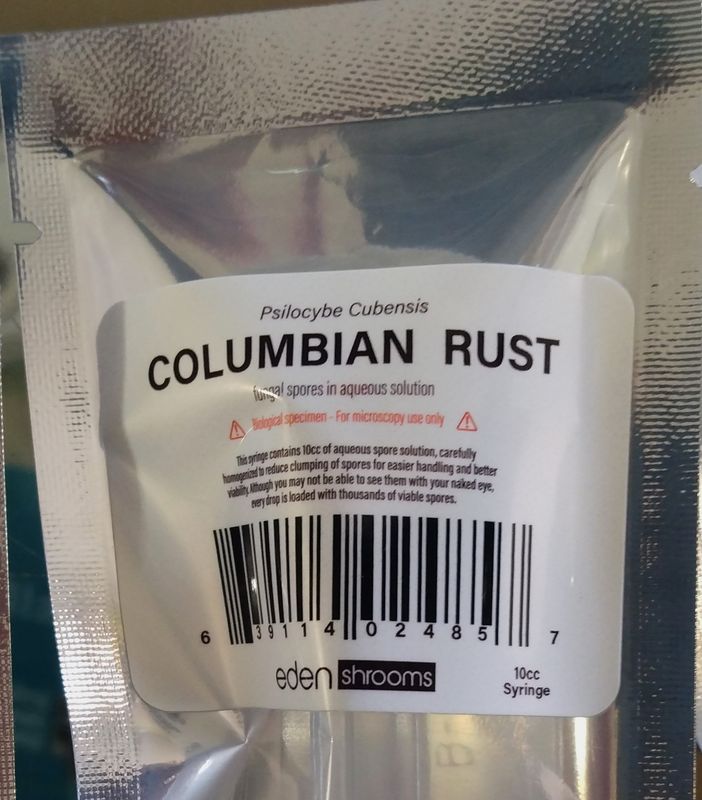 Psilocybe Cubensis
COLUMBIAN RUST
fungal spores in aqueous solution
Biological specimen - For microscopy use only
This syringe contains 10cc of aqueous spore solution, carefully
homogenized to reduce clumping of spores for easier handling and better
viability. Although you may not be able to see them with your naked eye,
every drop is loaded with thousands of viable spores.
6 39114 02485 7
eden shrooms
10cc
Syringe